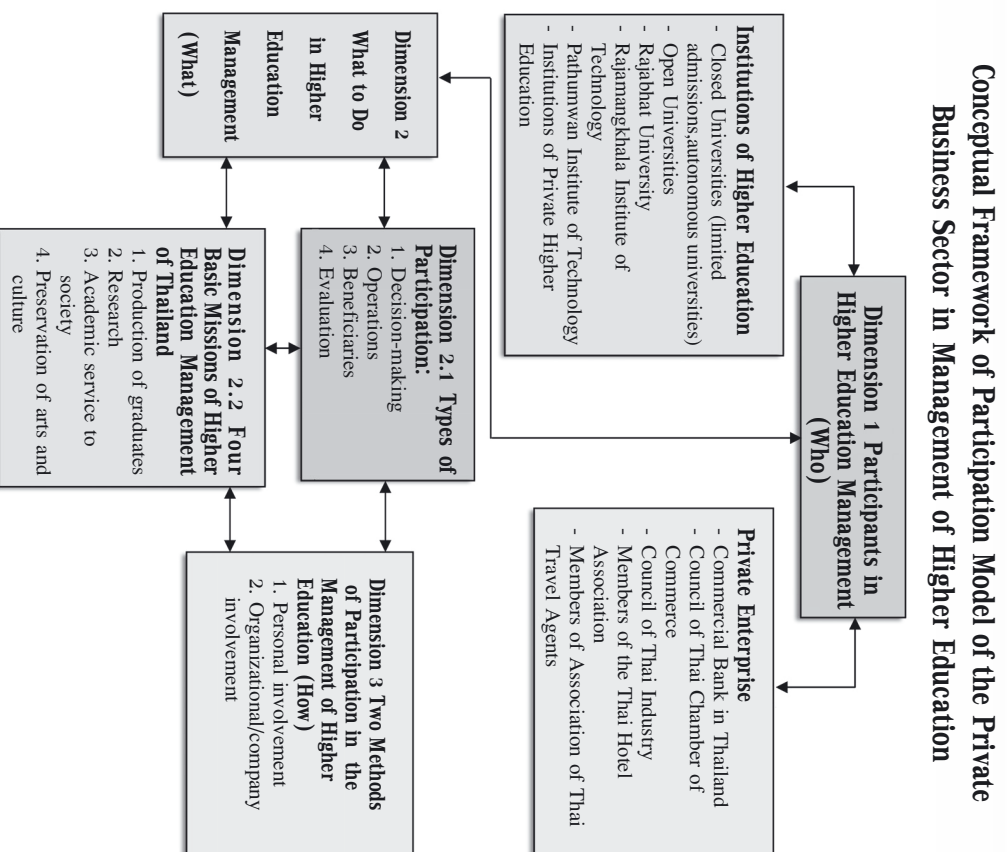 Conceptual Framework of Participation Model of the Private
Business Sector in Management of Higher Education
Dimension 1 Participants in
Higher Education Management
(Who)
Institutions of Higher Education
- Closed Universities (limited
admissions,autonomous universities)
- Open Universities
- Rajabhat University
- Rajamangkhala Institute of
Technology
- Pathumwan Institute of Technology
- Institutions of Private Higher
Education
Private Enterprise
- Commercial Bank in Thailand
- Council of Thai Chamber of
Commerce
- Council of Thai Industry
- Members of the Thai Hotel
Association
- Members of Association of Thai
Travel Agents
Dimension 2
What to Do
in Higher
Education
Management
(What)
Dimension 2.1 Types of
Participation:
1. Decision-making
2. Operations
3. Beneficiaries
4. Evaluation
Dimension 2.2 Four
Basic Missions of Higher
Education Management
of Thailand
1. Production of graduates
2. Research
3. Academic service to
society
4. Preservation of arts and
culture
Dimension 3 Two Methods
of Participation in the
Management of Higher
Education (How)
1. Personal involvement
2. Organizational/company
involvement